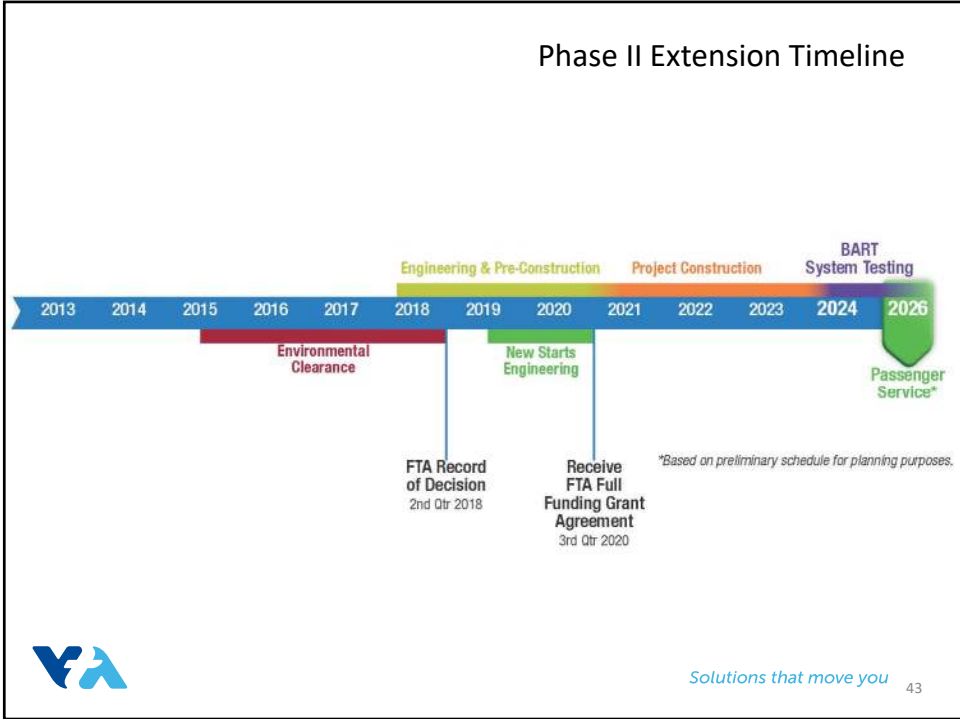 Phase II Extension Timeline
BART
System Testing
Engineering & Pre-Construction
Project Construction
2013 2014 2015 2016 2017 2018 2019 2020 2021 2022 2023 2024 2026
Environmental
Clearance
New Starts
Engineering
Passenger
Service*
FTA Record
of Decision
2nd Qtr 2018
Receive
FTA Full
Funding Grant
Agreement
3rd Qtr 2020
*Based on preliminary schedule for planning purposes.
VTA
Solutions that move you
43